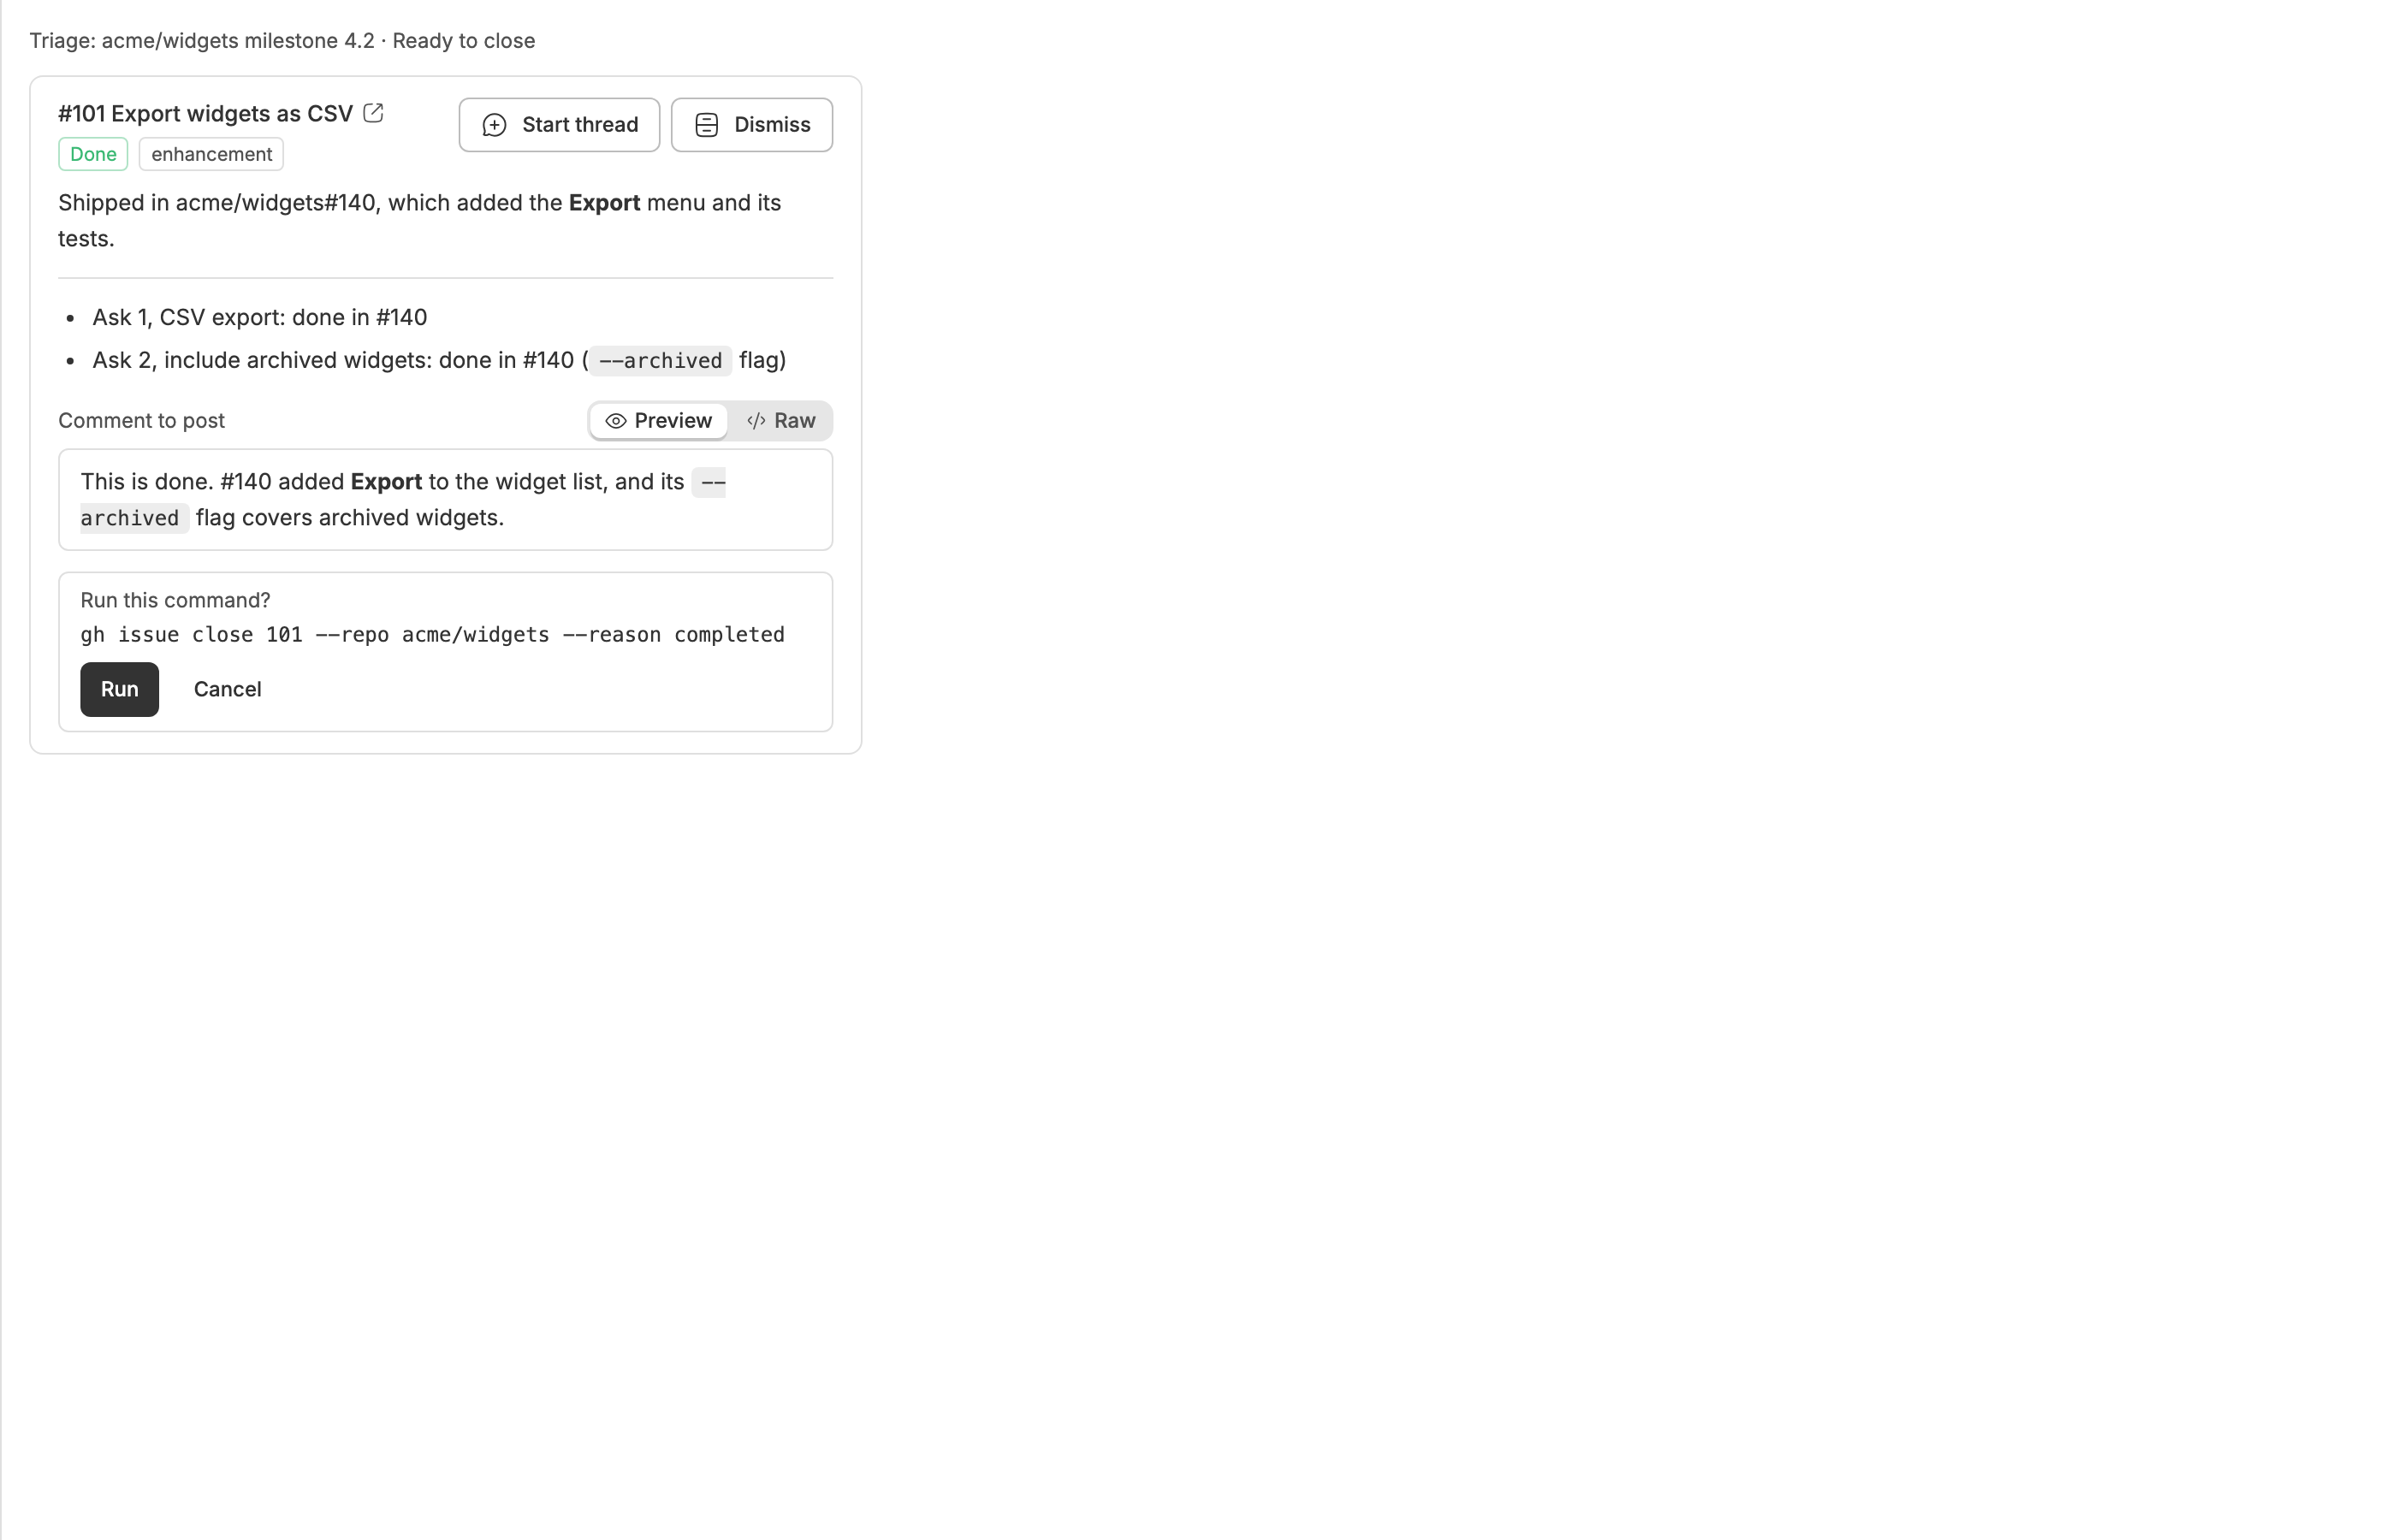 Triage: acme/widgets milestone 4.2 · Ready to close
#101 Export widgets as CSV
Start thread
Dismiss
Done
enhancement
Shipped in acme/widgets#140, which added the Export menu and its
tests.
• Ask 1, CSV export: done in #140
• Ask 2, include archived widgets: done in #140 (--archived flag)
Comment to post
Preview
</> Raw
This is done. #140 added Export to the widget list, and its --
archived flag covers archived widgets.
Run this command?
gh issue close 101 --repo acme/widgets --reason completed
Run
Cancel